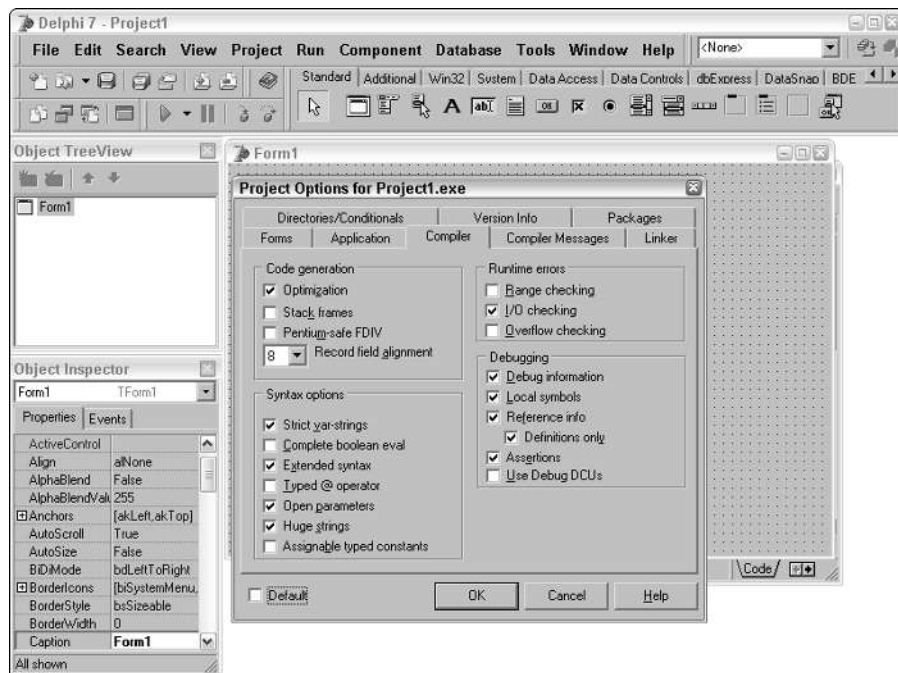 Delphi 7 - Project1
File Edit Search View Project Run Component Database Tools Window Help
<None>
Standard Additional Win32 System Data Access Data Controls dbExpress DataSnap BDE
Object TreeView
Form1
Form1
Project Options for Project1.exe
Directories/Conditionals Version Info Packages
Forms Application Compiler Compiler Messages Linker
Code generation
Optimization
Stack frames
Pentium-safe FDIV
8 Record field alignment
Syntax options
Strict var-strings
Complete boolean eval
Extended syntax
Typed @ operator
Open parameters
Huge strings
Assignable typed constants
Runtime errors
Range checking
I/O checking
Overflow checking
Debugging
Debug information
Local symbols
Reference info
Definitions only
Assertions
Use Debug DCUs
Default
OK Cancel Help
\Code/
Object Inspector
Form1 TForm1
Properties Events
ActiveControl
Align alNone
AlphaBlend False
AlphaBlendVal 255
Anchors [akLeft,akTop]
AutoScroll True
AutoSize False
BiDiMode bdLeftToRight
BorderIcons [biSystemMenu,
BorderStyle bsSizeable
BorderWidth 0
Caption Form1
All shown